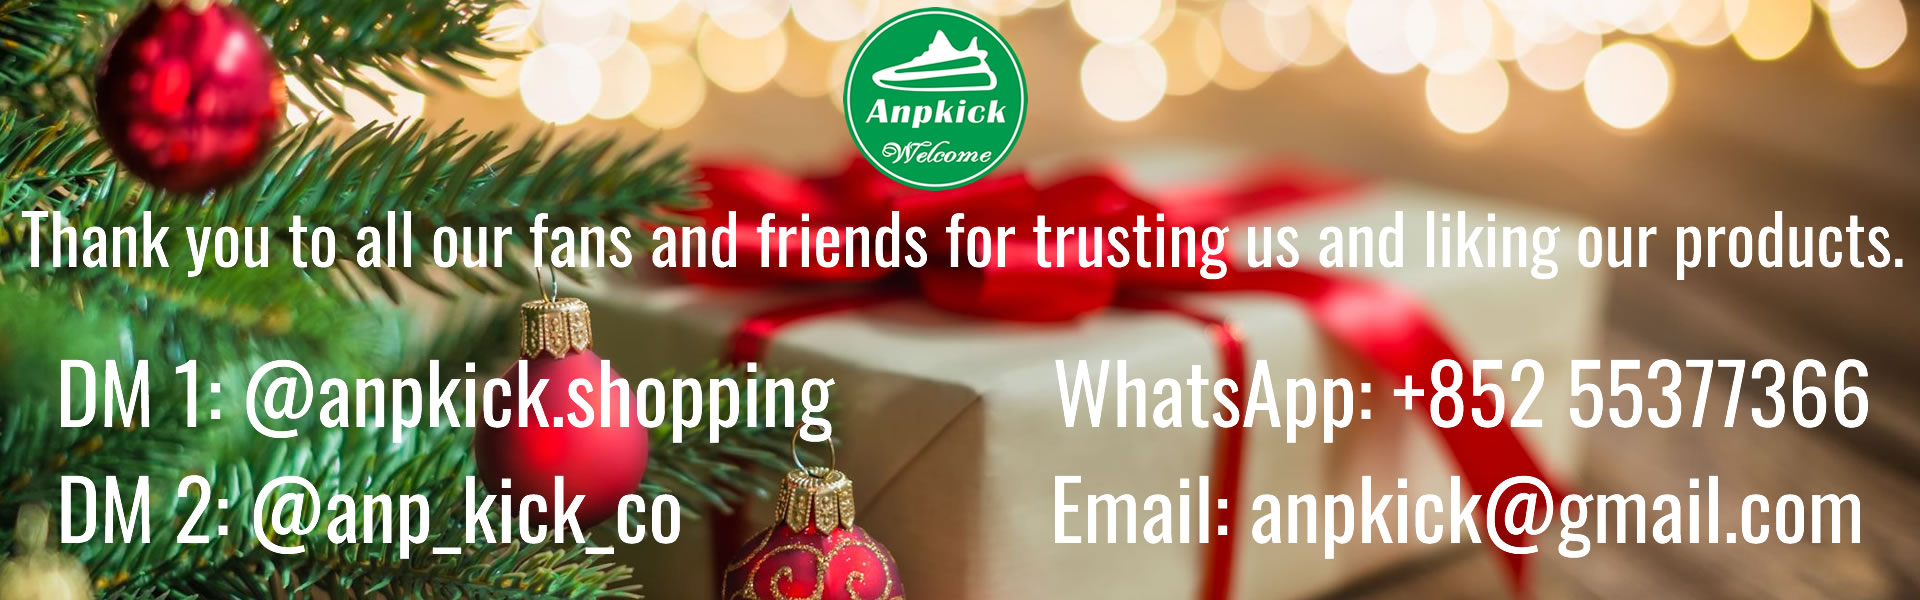 Anpkick
Welcome
Thank you to all our fans and friends for trusting us and liking our products.
DM 1: @anpkick.shopping
DM 2: @anp_kick_co
WhatsApp: +852 55377366
Email: anpkick@gmail.com